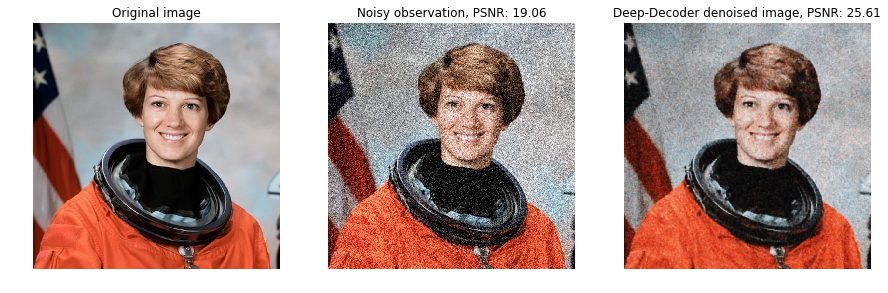 Original image
Noisy observation, PSNR: 19.06
Deep-Decoder denoised image, PSNR: 25.61